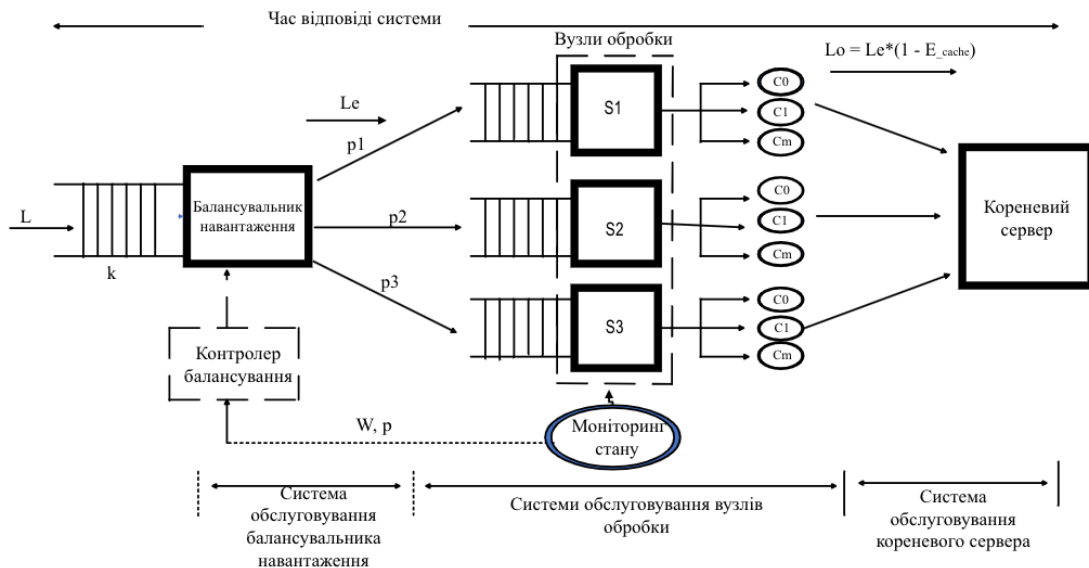 Час відповіді системи
Вузли обробки
Lo = Le*(1 - E_cache)
Le
p1
S1
C0
C1
Cm
L
k
Балансувальник
навантаження
p2
S2
C0
C1
Cm
Кореневий
сервер
p3
S3
C0
C1
Cm
Контролер
балансування
W, p
Моніторинг
стану
Система
обслуговування
балансувальника
навантаження
Системи обслуговування вузлів
обробки
Система
обслуговування
кореневого сервера